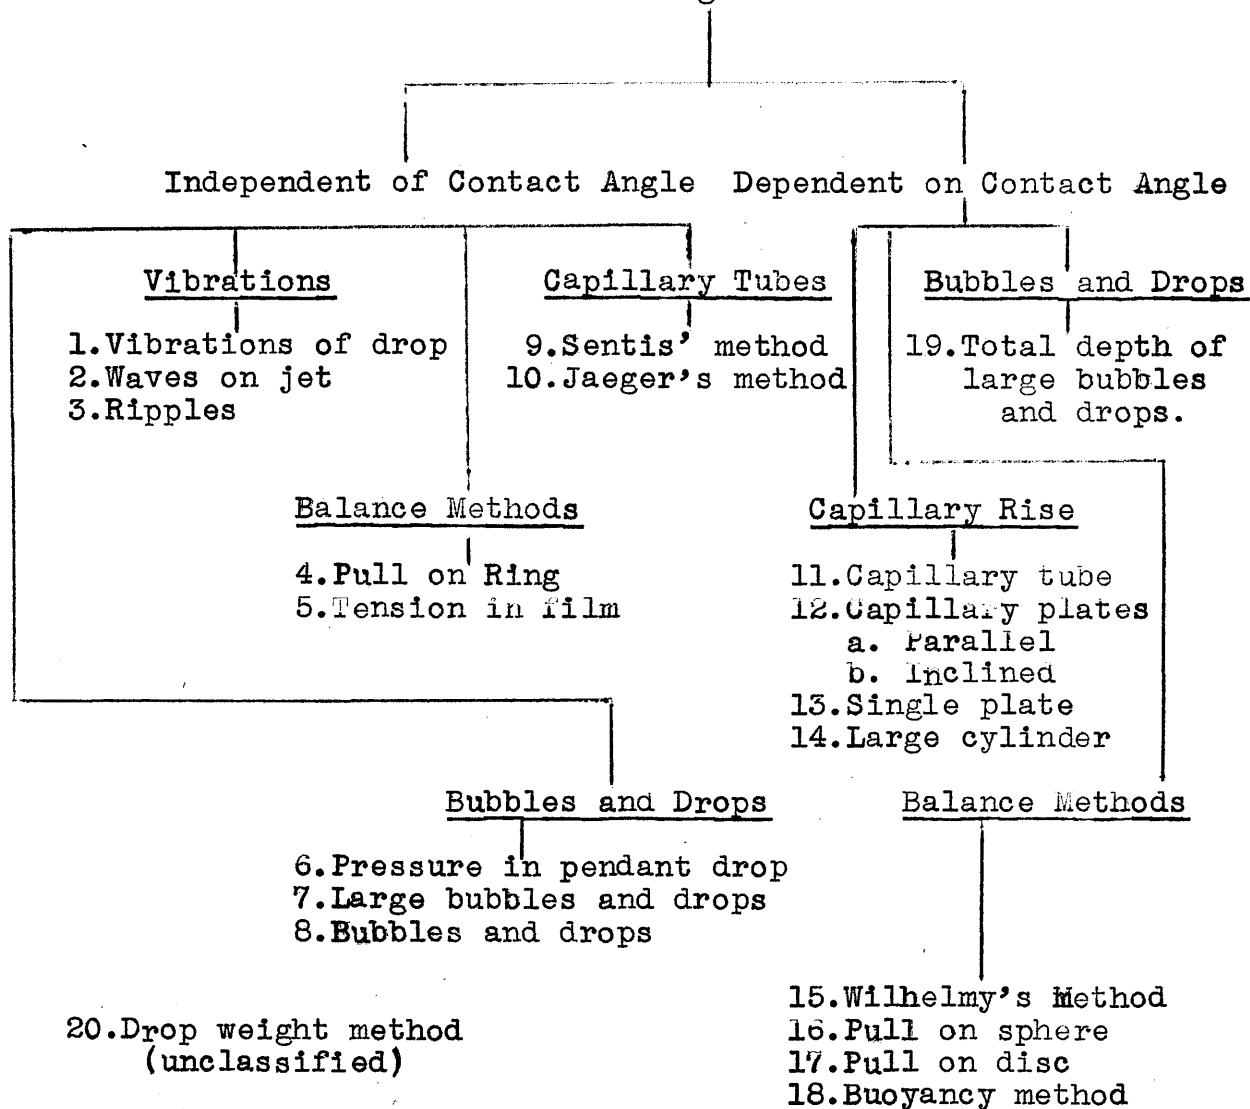 Independent of Contact Angle Dependent on Contact Angle
Vibrations
1.Vibrations of drop
2.Waves on jet
3.Ripples
Capillary Tubes
9.Sentis' method
10.Jaeger's method
Bubbles and Drops
19.Total depth of
large bubbles
and drops.
Balance Methods
4.Pull on Ring
5.Tension in film
Capillary Rise
11.Capillary tube
12.Capillary plates
a. Parallel
b. Inclined
13.Single plate
14.Large cylinder
Bubbles and Drops
6.Pressure in pendant drop
7.Large bubbles and drops
8.Bubbles and drops
Balance Methods
15.Wilhelmy's Method
16.Pull on sphere
17.Pull on disc
18.Buoyancy method
20.Drop weight method
(unclassified)